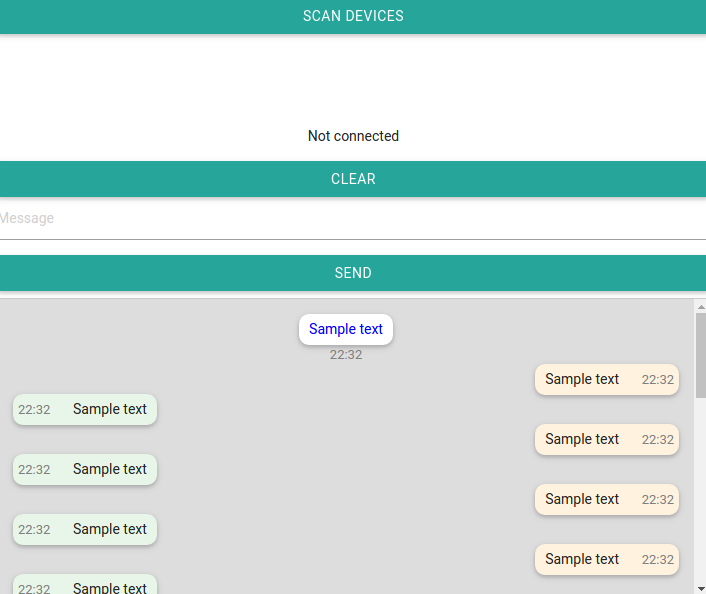 SCAN DEVICES
Not connected
CLEAR
Message
SEND
Sample text
22:32
Sample text 22:32
22:32 Sample text
Sample text 22:32
22:32 Sample text
Sample text 22:32
22:32 Sample text
Sample text 22:32
22:32 Sample text